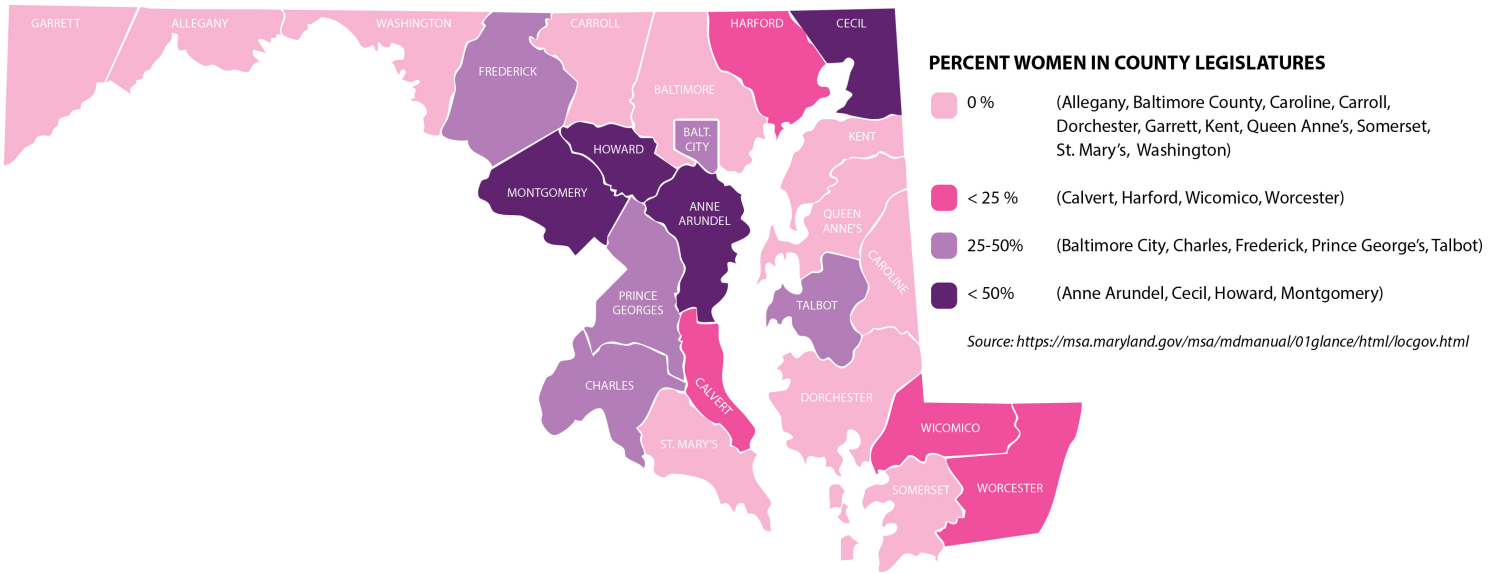 GARRETT
ALLEGANY
WASHINGTON
FREDERICK
CARROLL
BALTIMORE
BALT.
CITY
HARFORD
CECIL
HOWARD
MONTGOMERY
ANNE
ARUNDEL
KENT
QUEEN
ANNE'S
CAROLINE
TALBOT
PRINCE
GEORGES
CHARLES
CALVERT
ST. MARY'S
DORCHESTER
WICOMICO
SOMERSET
WORCESTER
PERCENT WOMEN IN COUNTY LEGISLATURES
0 % (Allegany, Baltimore County, Caroline, Carroll,
Dorchester, Garrett, Kent, Queen Anne's, Somerset,
St. Mary's, Washington)
< 25 % (Calvert, Harford, Wicomico, Worcester)
25-50% (Baltimore City, Charles, Frederick, Prince George's, Talbot)
< 50% (Anne Arundel, Cecil, Howard, Montgomery)
Source: https://msa.maryland.gov/msa/mdmanual/01glance/html/locgov.html